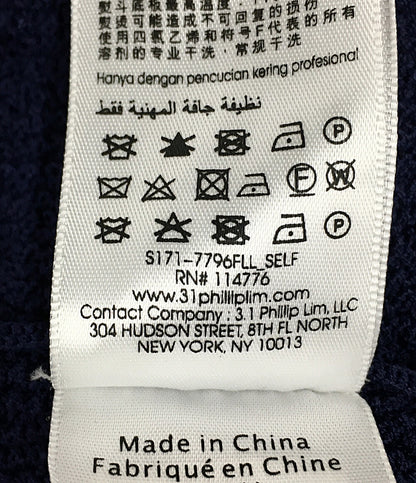 熨斗底板最高温度
熨烫可能造成不可回复的损伤
使用四氯乙烯和符号F代表的所有
溶剂的专业干洗，常规干洗
Hanya dengan pencucian kering profesional
نظيفة جافة المهنية فقط
P
F W
P
S171-7796FLL_SELF
RN# 114776
www.31philliplim.com
Contact Company : 3.1 Phillip Lim, LLC
304 HUDSON STREET, 8TH FL NORTH
NEW YORK, NY 10013
Made in China
Fabriqué en Chine